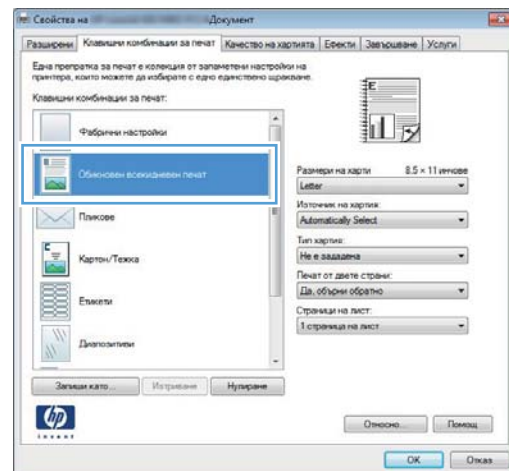 Свойства на Документ
Разширени Клавишни комбинации за печат Качество на хартията Ефекти Завършване Услуги
Една препратка за печат е колекция от запаметени настройки на
принтера, които можете да избирате с едно единствено щракване.
Клавишни комбинации за печат:
Фабрични настройки
Обикновен всекидневен печат
Пликове
Картон/Тежка
Етикети
Диапозитиви
Запиши като...
Изтриване
Нулиране
E
Размери на карти 8.5 × 11 инчове
Letter
Източник на хартия:
Automatically Select
Тип хартия:
Не е зададена
Печат от двете страни:
Да, обърни обратно
Страници на лист:
1 страница на лист
hp
invent
Относно...
Помощ
OK
Отказ